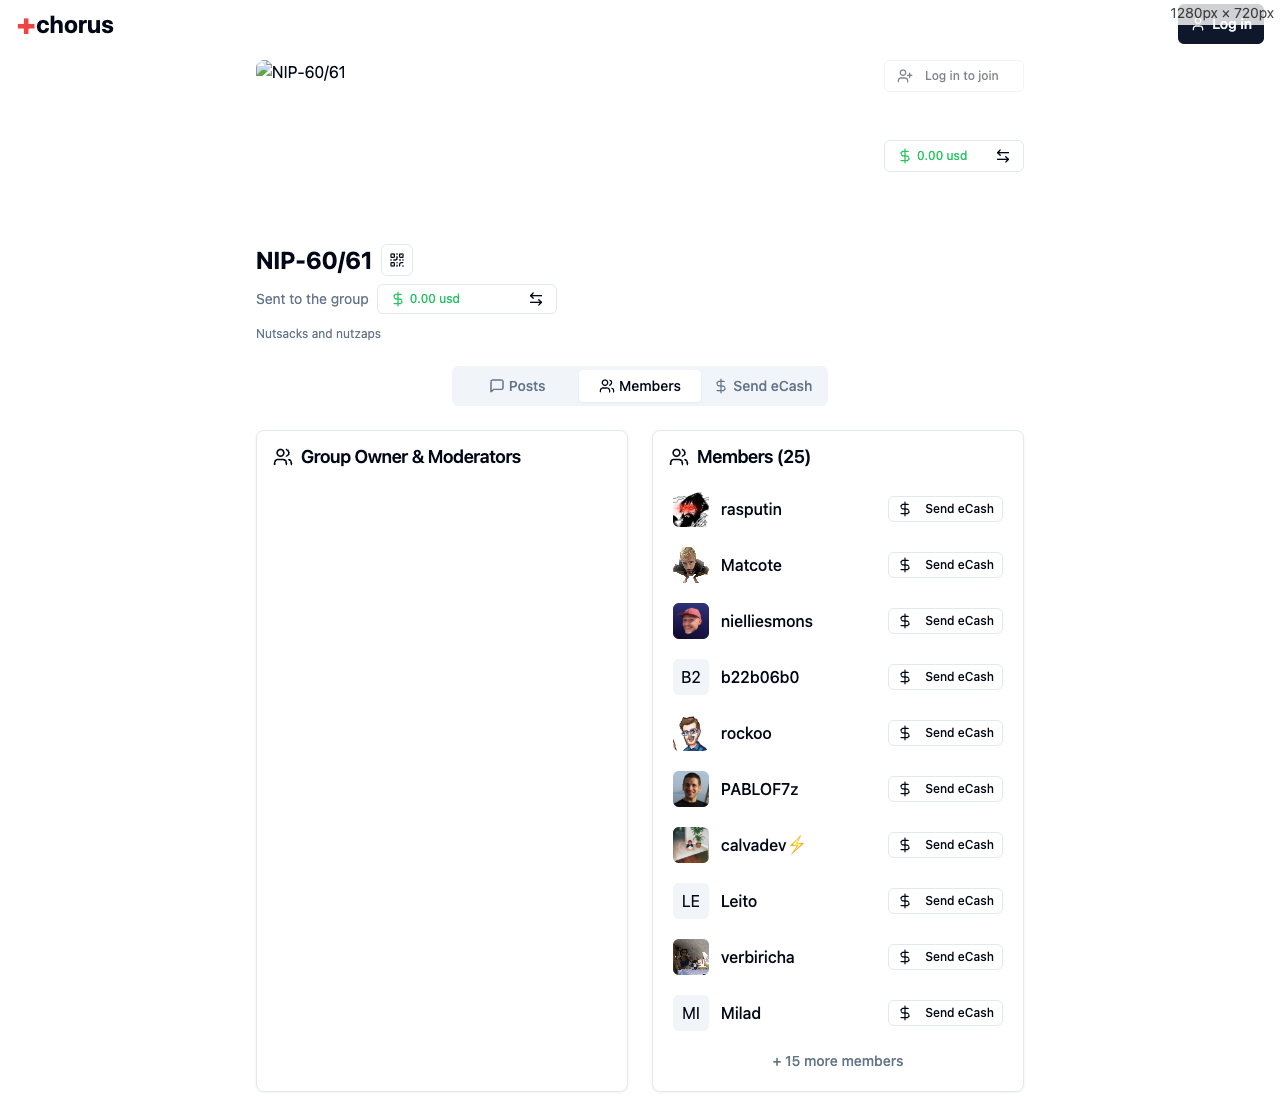 +chorus
1280px × 720px
Log in
NIP-60/61
Log in to join
0.00 usd
NIP-60/61
Sent to the group
0.00 usd
Nutsacks and nutzaps
Posts
Members
Send eCash
Group Owner & Moderators
Members (25)
rasputin
Send eCash
Matcote
Send eCash
nielliesmons
Send eCash
B2
b22b06b0
Send eCash
rockoo
Send eCash
PABLOF7z
Send eCash
calvadev⚡
Send eCash
LE
Leito
Send eCash
verbiricha
Send eCash
MI
Milad
Send eCash
+ 15 more members